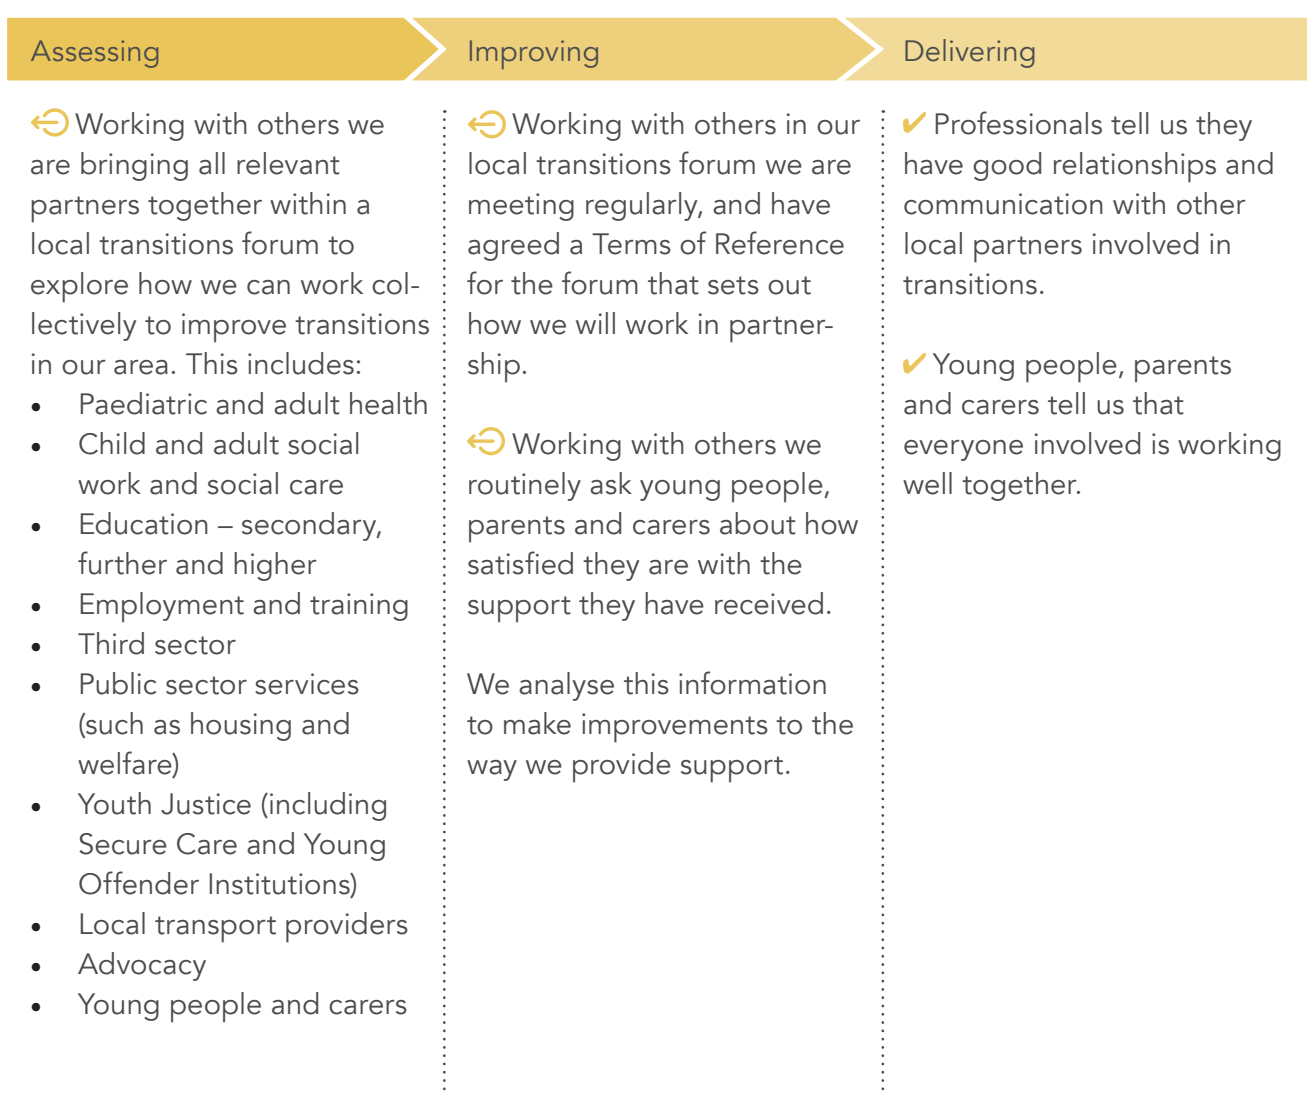 Assessing
Improving
Delivering
Working with others we
are bringing all relevant
partners together within a
local transitions forum to
explore how we can work col-
lectively to improve transitions
in our area. This includes:
• Paediatric and adult health
• Child and adult social
work and social care
• Education – secondary,
further and higher
• Employment and training
• Third sector
• Public sector services
(such as housing and
welfare)
• Youth Justice (including
Secure Care and Young
Offender Institutions)
• Local transport providers
• Advocacy
• Young people and carers
Working with others in our
local transitions forum we are
meeting regularly, and have
agreed a Terms of Reference
for the forum that sets out
how we will work in partner-
ship.
Working with others we
routinely ask young people,
parents and carers about how
satisfied they are with the
support they have received.
We analyse this information
to make improvements to the
way we provide support.
✔ Professionals tell us they
have good relationships and
communication with other
local partners involved in
transitions.
✔ Young people, parents
and carers tell us that
everyone involved is working
well together.